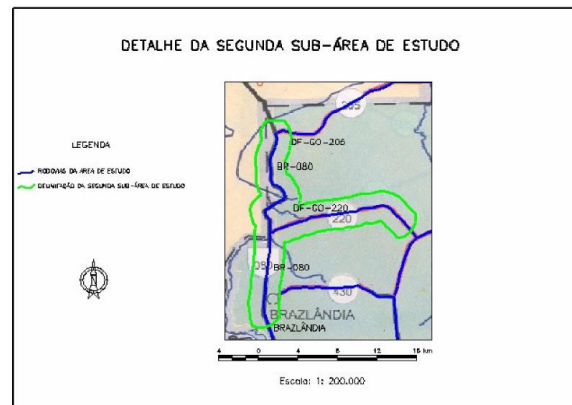 DETALHE DA SEGUNDA SUB-ÁREA DE ESTUDO
LEGENDA
RODOVIAS DA ÁREA DE ESTUDO
DELIMITAÇÃO DA SEGUNDA SUB-ÁREA DE ESTUDO
205
DF-GO-205
BR-080
DF-GO-220
220
080
BR-080
430
BRAZLÂNDIA
BRAZLÂNDIA
4 0 4 8 12 16 km
Escala: 1: 200.000